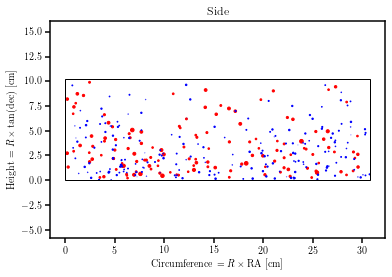 Side
Height = R × tan(dec) [cm]
15.0
12.5
10.0
7.5
5.0
2.5
0.0
−2.5
−5.0
0 5 10 15 20 25 30
Circumference = R × RA [cm]